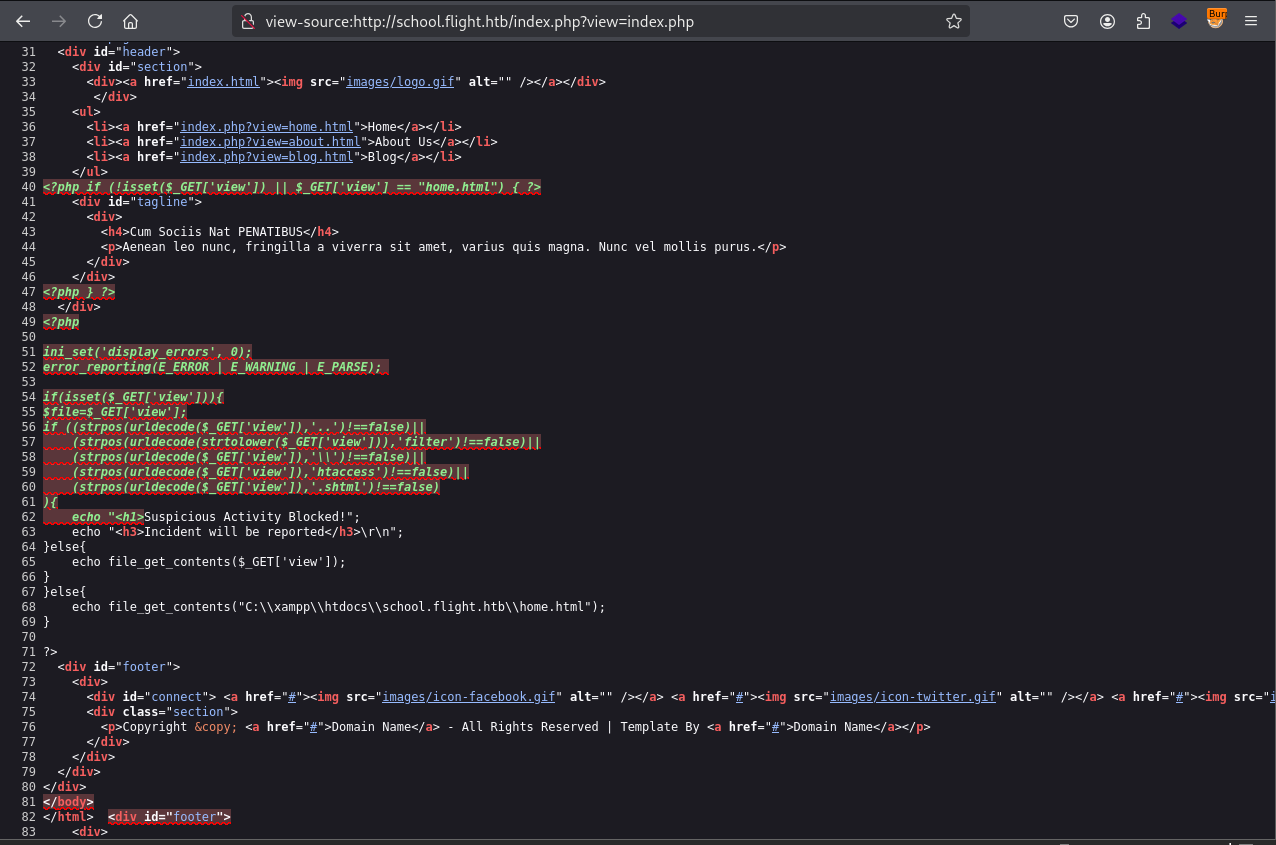 view-source:http://school.flight.htb/index.php?view=index.php
Burp
31 <div id="header">
32 <div id="section">
33 <div><a href="index.html"><img src="images/logo.gif" alt="" /></a></div>
34 </div>
35 <ul>
36 <li><a href="index.php?view=home.html">Home</a></li>
37 <li><a href="index.php?view=about.html">About Us</a></li>
38 <li><a href="index.php?view=blog.html">Blog</a></li>
39 </ul>
40 <?php if (!isset($_GET['view']) || $_GET['view'] == "home.html") { ?>
41 <div id="tagline">
42 <div>
43 <h4>Cum Sociis Nat PENATIBUS</h4>
44 <p>Aenean leo nunc, fringilla a viverra sit amet, varius quis magna. Nunc vel mollis purus.</p>
45 </div>
46 </div>
47 <?php } ?>
48 </div>
49 <?php
50
51 ini_set('display_errors', 0);
52 error_reporting(E_ERROR | E_WARNING | E_PARSE);
53
54 if(isset($_GET['view'])){
55 $file=$_GET['view'];
56 if ((strpos(urldecode($_GET['view']),'..')!==false)||
57 (strpos(urldecode(strtolower($_GET['view'])),'filter')!==false)||
58 (strpos(urldecode($_GET['view']),'\\')!==false)||
59 (strpos(urldecode($_GET['view']),'htaccess')!==false)||
60 (strpos(urldecode($_GET['view']),'.shtml')!==false)
61 ){
62 echo "<h1>Suspicious Activity Blocked!";
63 echo "<h3>Incident will be reported</h3>\r\n";
64 }else{
65 echo file_get_contents($_GET['view']);
66 }
67 }else{
68 echo file_get_contents("C:\\xampp\\htdocs\\school.flight.htb\\home.html");
69 }
70
71 ?>
72 <div id="footer">
73 <div>
74 <div id="connect"> <a href="#"><img src="images/icon-facebook.gif" alt="" /></a> <a href="#"><img src="images/icon-twitter.gif" alt="" /></a> <a href="#"><img src="i
75 <div class="section">
76 <p>Copyright &copy; <a href="#">Domain Name</a> - All Rights Reserved | Template By <a href="#">Domain Name</a></p>
77 </div>
78 </div>
79 </div>
80 </div>
81 </body>
82 </html> <div id="footer">
83 <div>